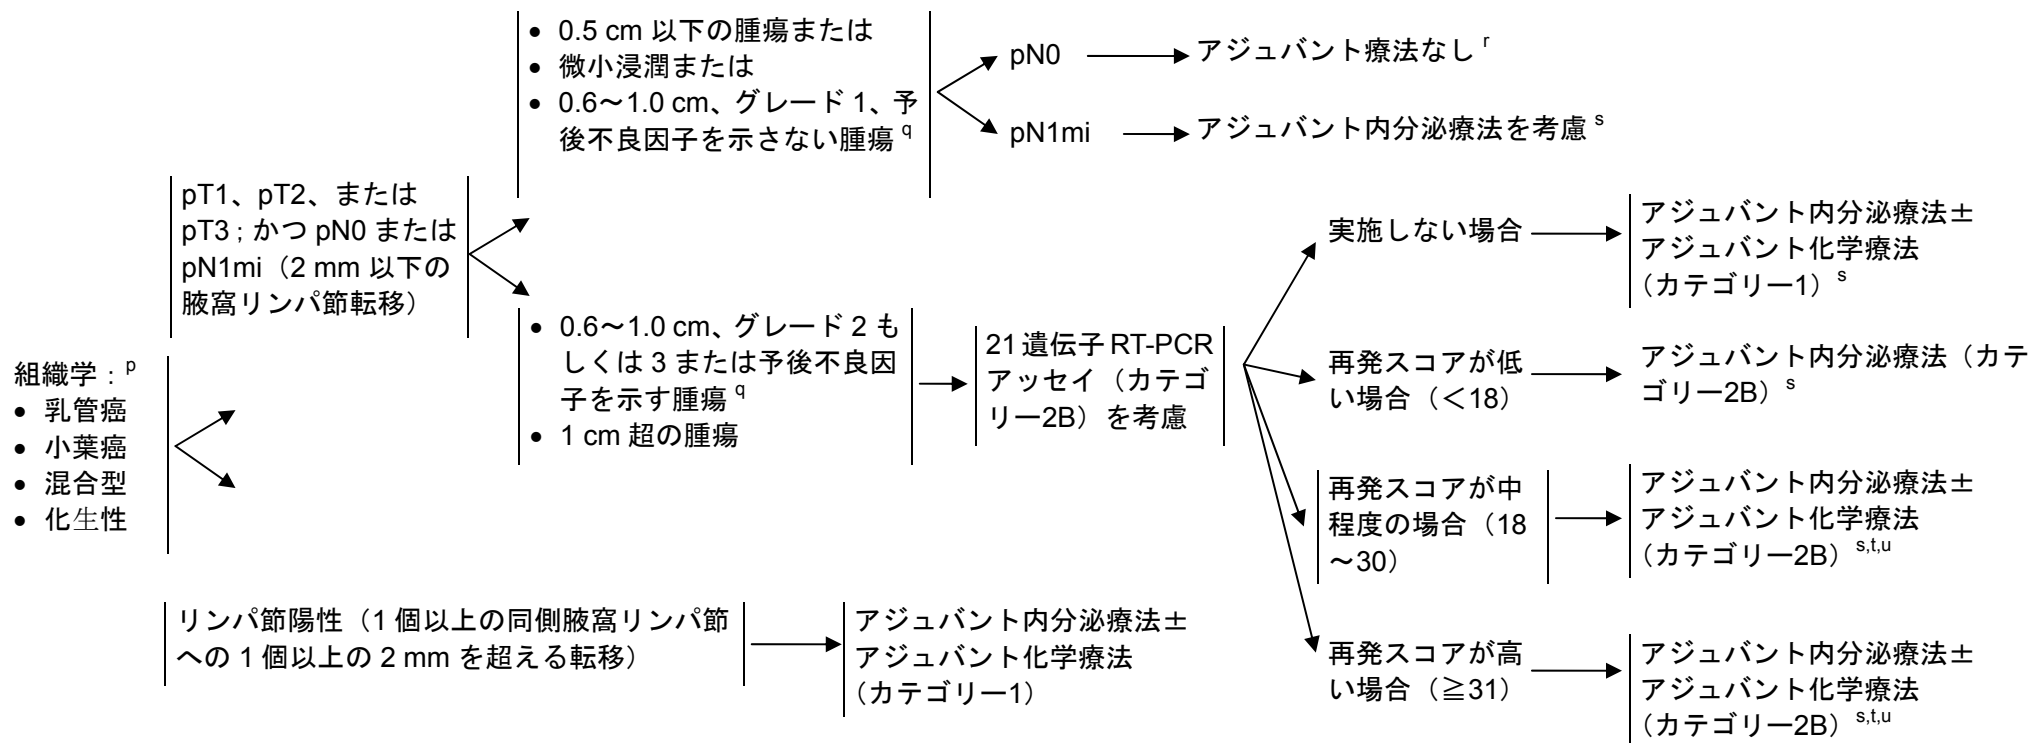 組織学：p
• 乳管癌
• 小葉癌
• 混合型
• 化生性
pT1、pT2、または
pT3；かつ pN0 または
pN1mi（2 mm 以下の
腋窩リンパ節転移）
• 0.5 cm 以下の腫瘍または
• 微小浸潤または
• 0.6～1.0 cm、グレード 1、予
後不良因子を示さない腫瘍 q
pN0
アジュバント療法なし r
pN1mi
アジュバント内分泌療法を考慮 s
• 0.6～1.0 cm、グレード 2 も
しくは 3 または予後不良因
子を示す腫瘍 q
• 1 cm 超の腫瘍
21 遺伝子 RT-PCR
アッセイ（カテゴ
リー2B）を考慮
実施しない場合
アジュバント内分泌療法±
アジュバント化学療法
（カテゴリー1）s
再発スコアが低
い場合（＜18）
アジュバント内分泌療法（カテ
ゴリー2B）s
再発スコアが中
程度の場合（18
～30）
アジュバント内分泌療法±
アジュバント化学療法
（カテゴリー2B）s,t,u
再発スコアが高
い場合（≧31）
アジュバント内分泌療法±
アジュバント化学療法
（カテゴリー2B）s,t,u
リンパ節陽性（1 個以上の同側腋窩リンパ節
への 1 個以上の 2 mm を超える転移）
アジュバント内分泌療法±
アジュバント化学療法
（カテゴリー1）